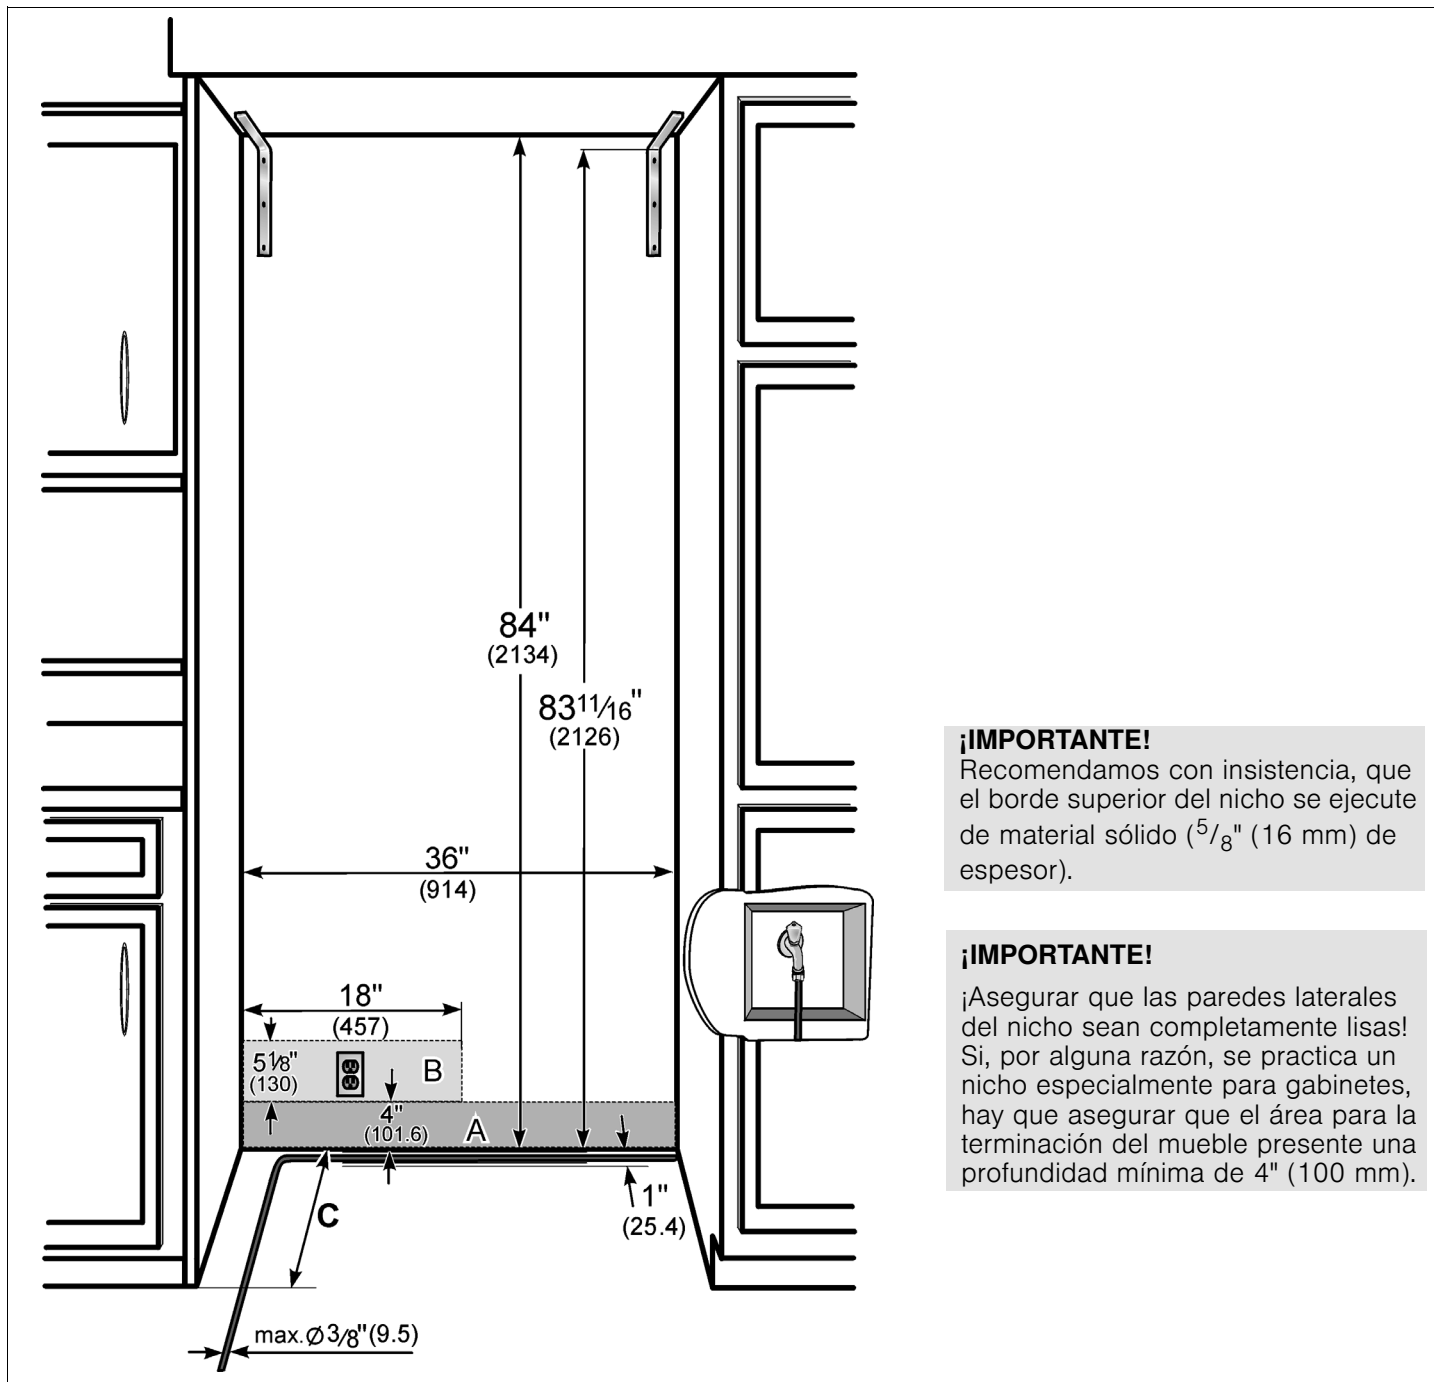 84"
(2134)
83 11/16"
(2126)
36"
(914)
18"
(457)
5 1/8"
(130)
B
4"
(101.6)
A
C
1"
(25.4)
max. Ø 3/8" (9.5)
¡IMPORTANTE!
Recomendamos con insistencia, que
el borde superior del nicho se ejecute
de material sólido (5/8" (16 mm) de
espesor).
¡IMPORTANTE!
¡Asegurar que las paredes laterales
del nicho sean completamente lisas!
Si, por alguna razón, se practica un
nicho especialmente para gabinetes,
hay que asegurar que el área para la
terminación del mueble presente una
profundidad mínima de 4" (100 mm).